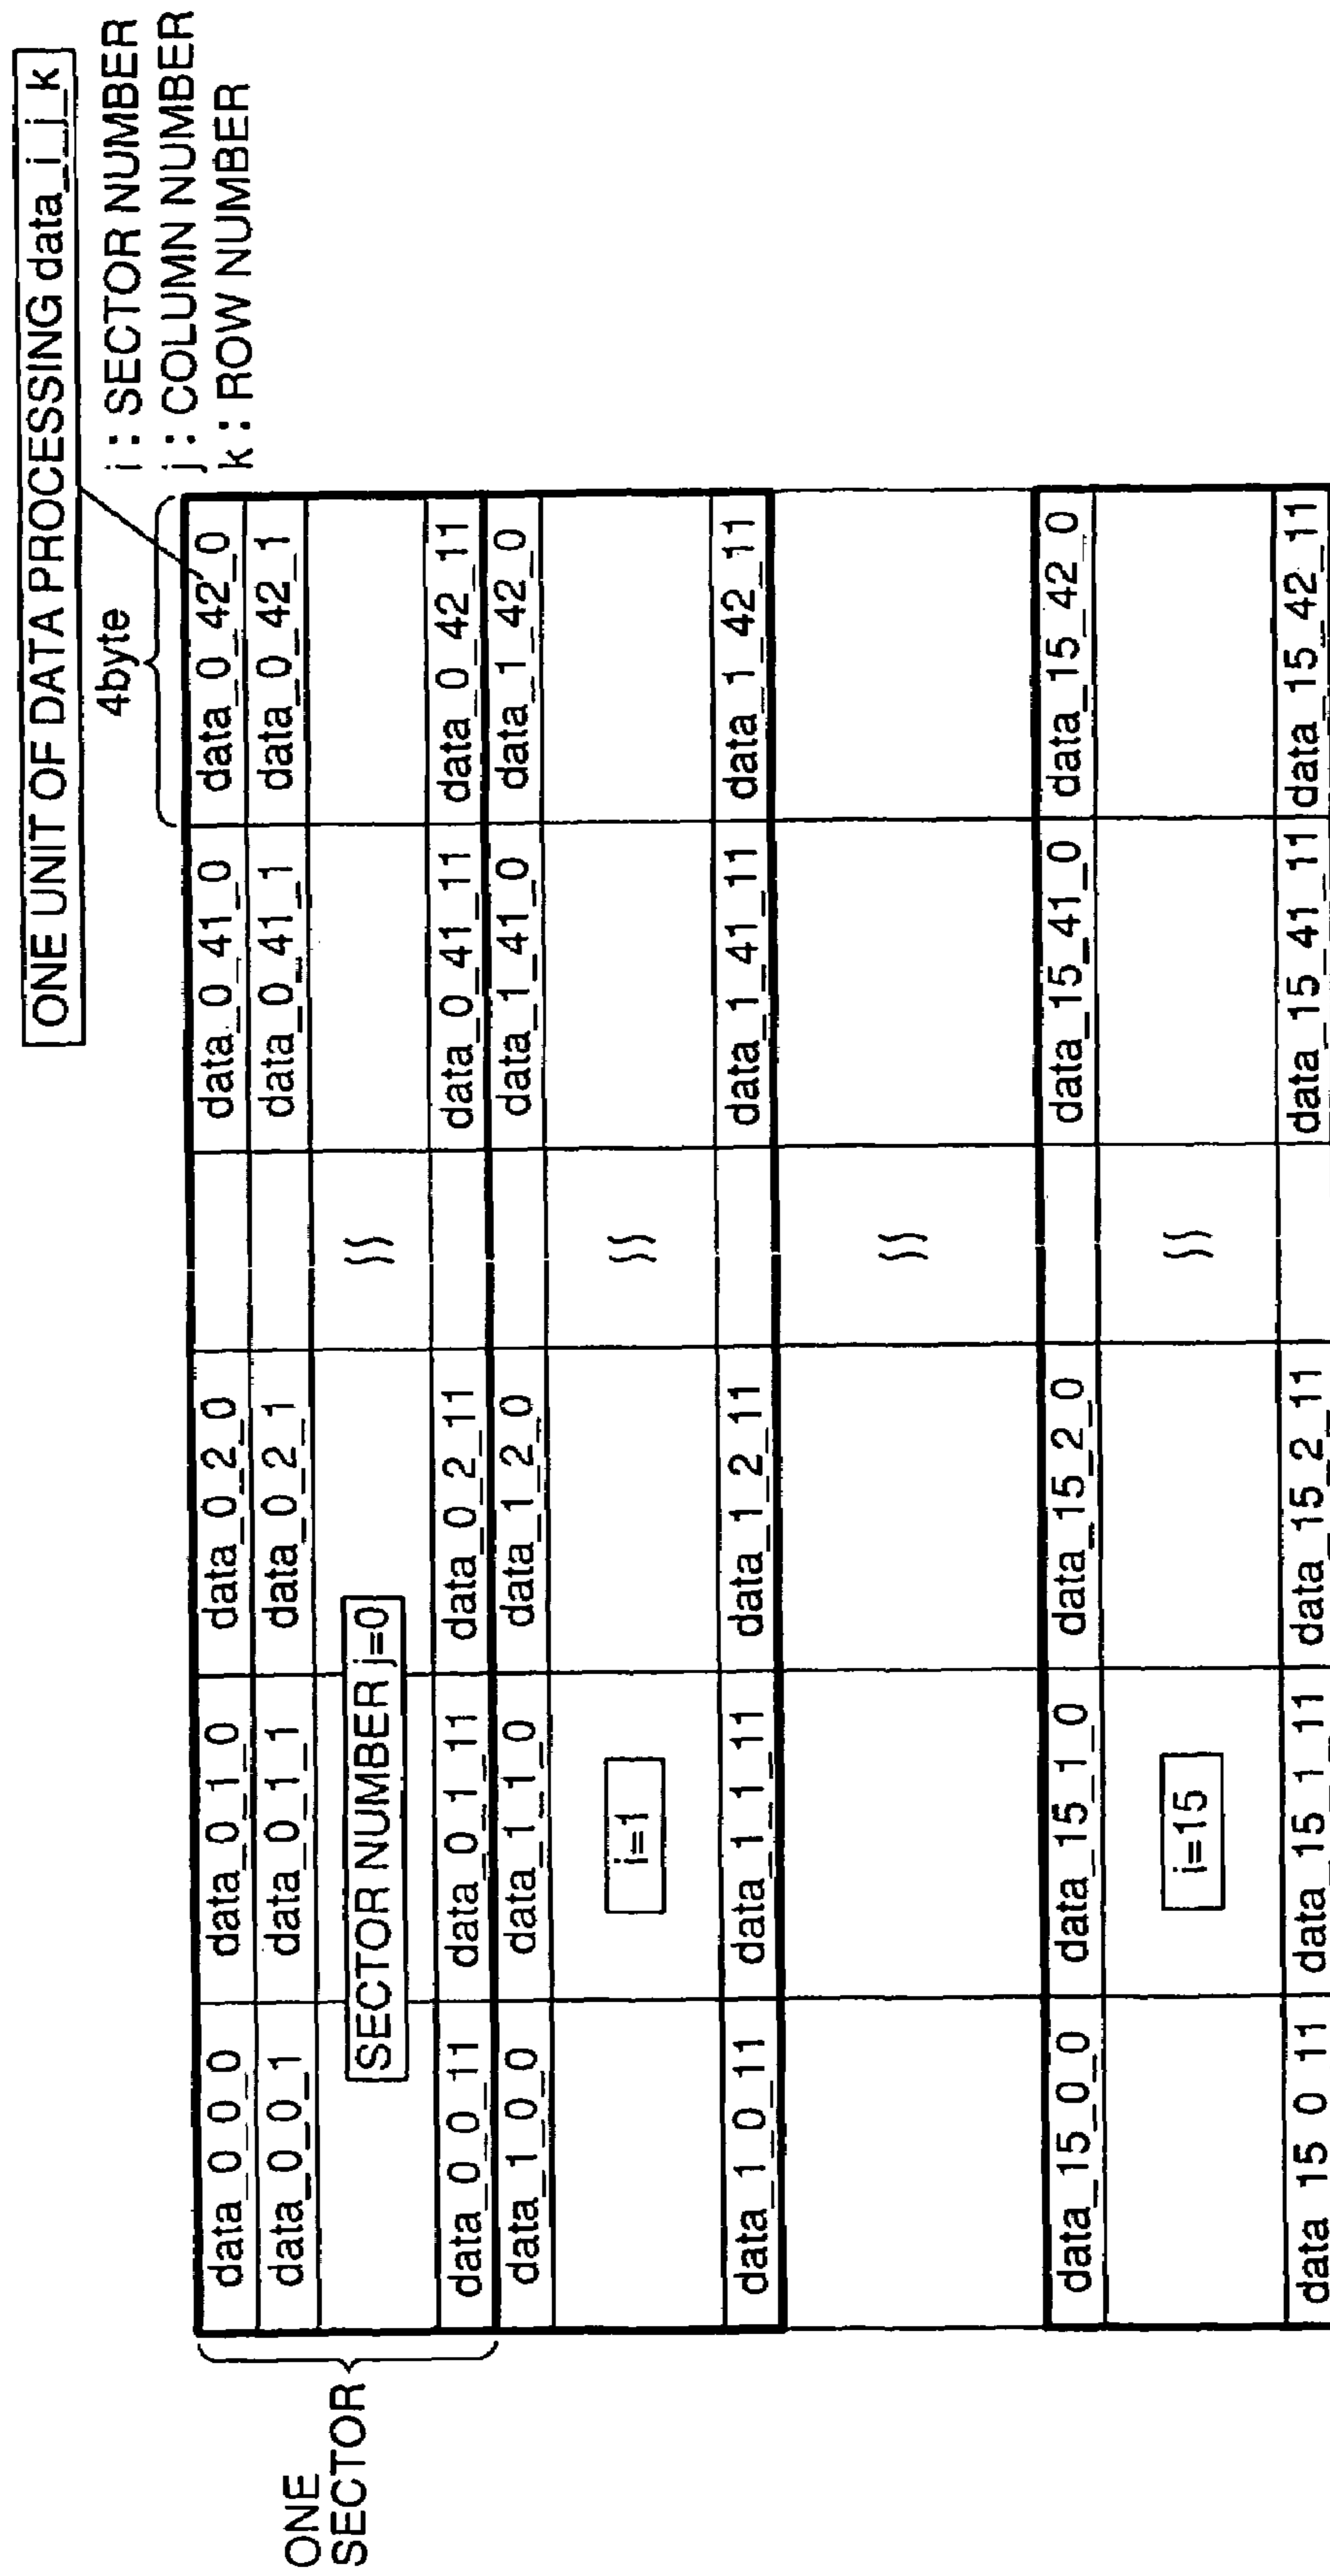 ONE UNIT OF DATA PROCESSING data_i_j_k
i : SECTOR NUMBER
j : COLUMN NUMBER
k : ROW NUMBER
4byte
data_0_0_0 data_0_1_0 data_0_2_0 data_0_41_0 data_0_42_0
data_0_0_1 data_0_1_1 data_0_2_1 data_0_41_1 data_0_42_1
ONE
SECTOR
SECTOR NUMBER j=0
data_0_0_11 data_0_1_11 data_0_2_11 data_0_41_11 data_0_42_11
data_1_0_0 data_1_1_0 data_1_2_0 data_1_41_0 data_1_42_0
i=1
data_1_0_11 data_1_1_11 data_1_2_11 data_1_41_11 data_1_42_11
data_15_0_0 data_15_1_0 data_15_2_0 data_15_41_0 data_15_42_0
i=15
data_15_0_11 data_15_1_11 data_15_2_11 data_15_41_11 data_15_42_11